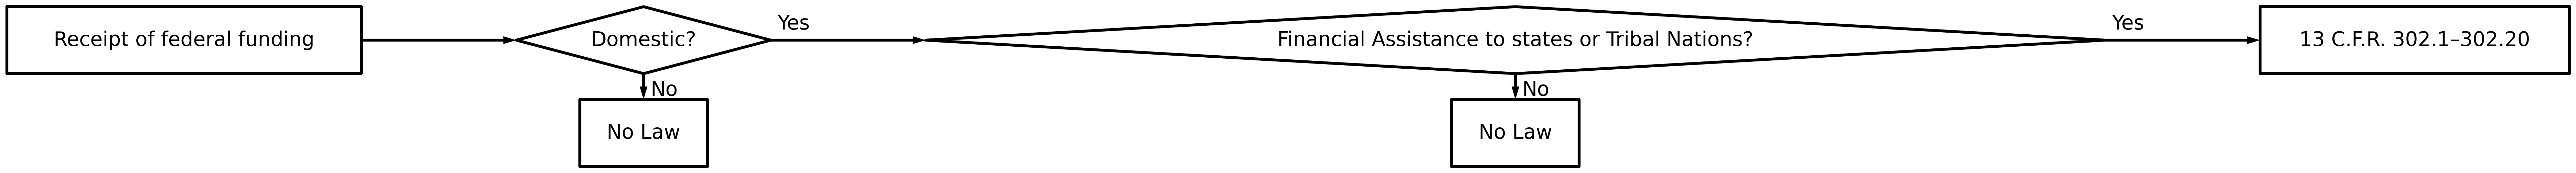 Receipt of federal funding
Domestic?
Yes
Financial Assistance to states or Tribal Nations?
Yes
13 C.F.R. 302.1–302.20
No
No
No Law
No Law